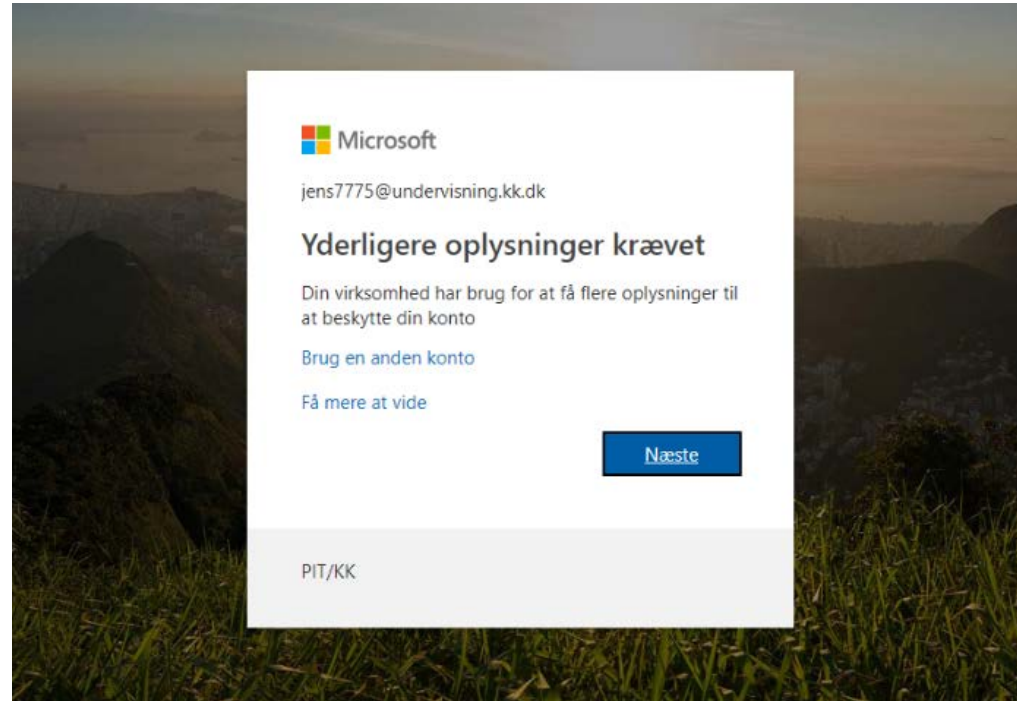 Microsoft
jens7775@undervisning.kk.dk
Yderligere oplysninger krævet
Din virksomhed har brug for at få flere oplysninger til
at beskytte din konto
Brug en anden konto
Få mere at vide
Næste
PIT/KK